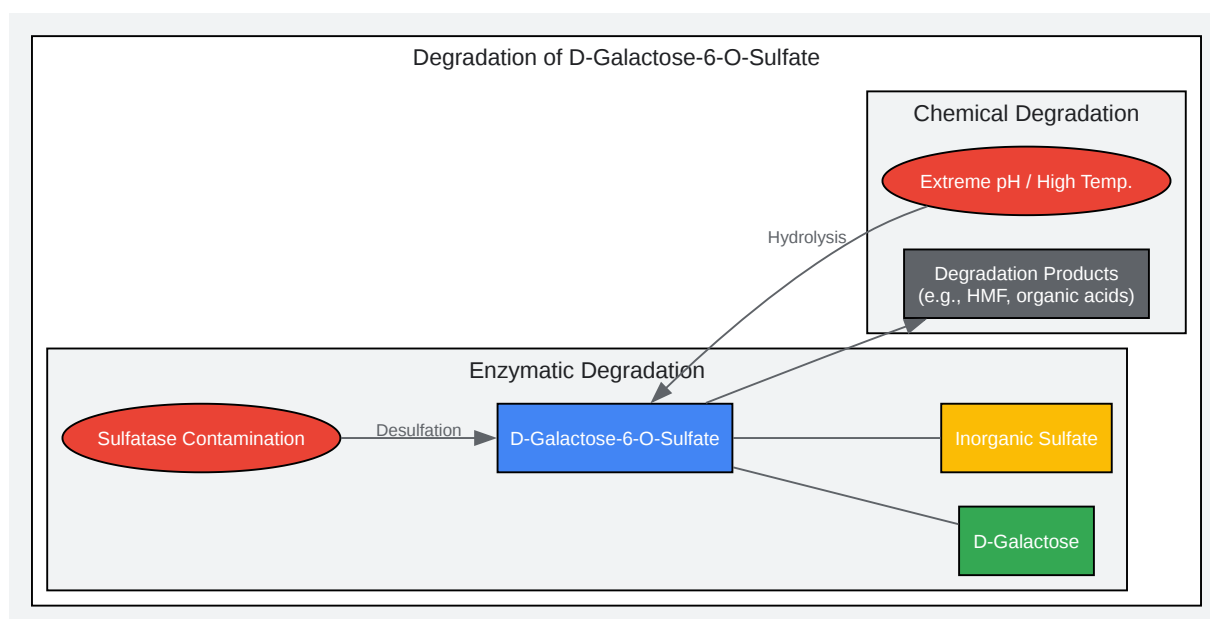 Degradation of D-Galactose-6-O-Sulfate
Chemical Degradation
Extreme pH / High Temp.
Hydrolysis
Degradation Products
(e.g., HMF, organic acids)
Enzymatic Degradation
Sulfatase Contamination
Desulfation
D-Galactose-6-O-Sulfate
Inorganic Sulfate
D-Galactose